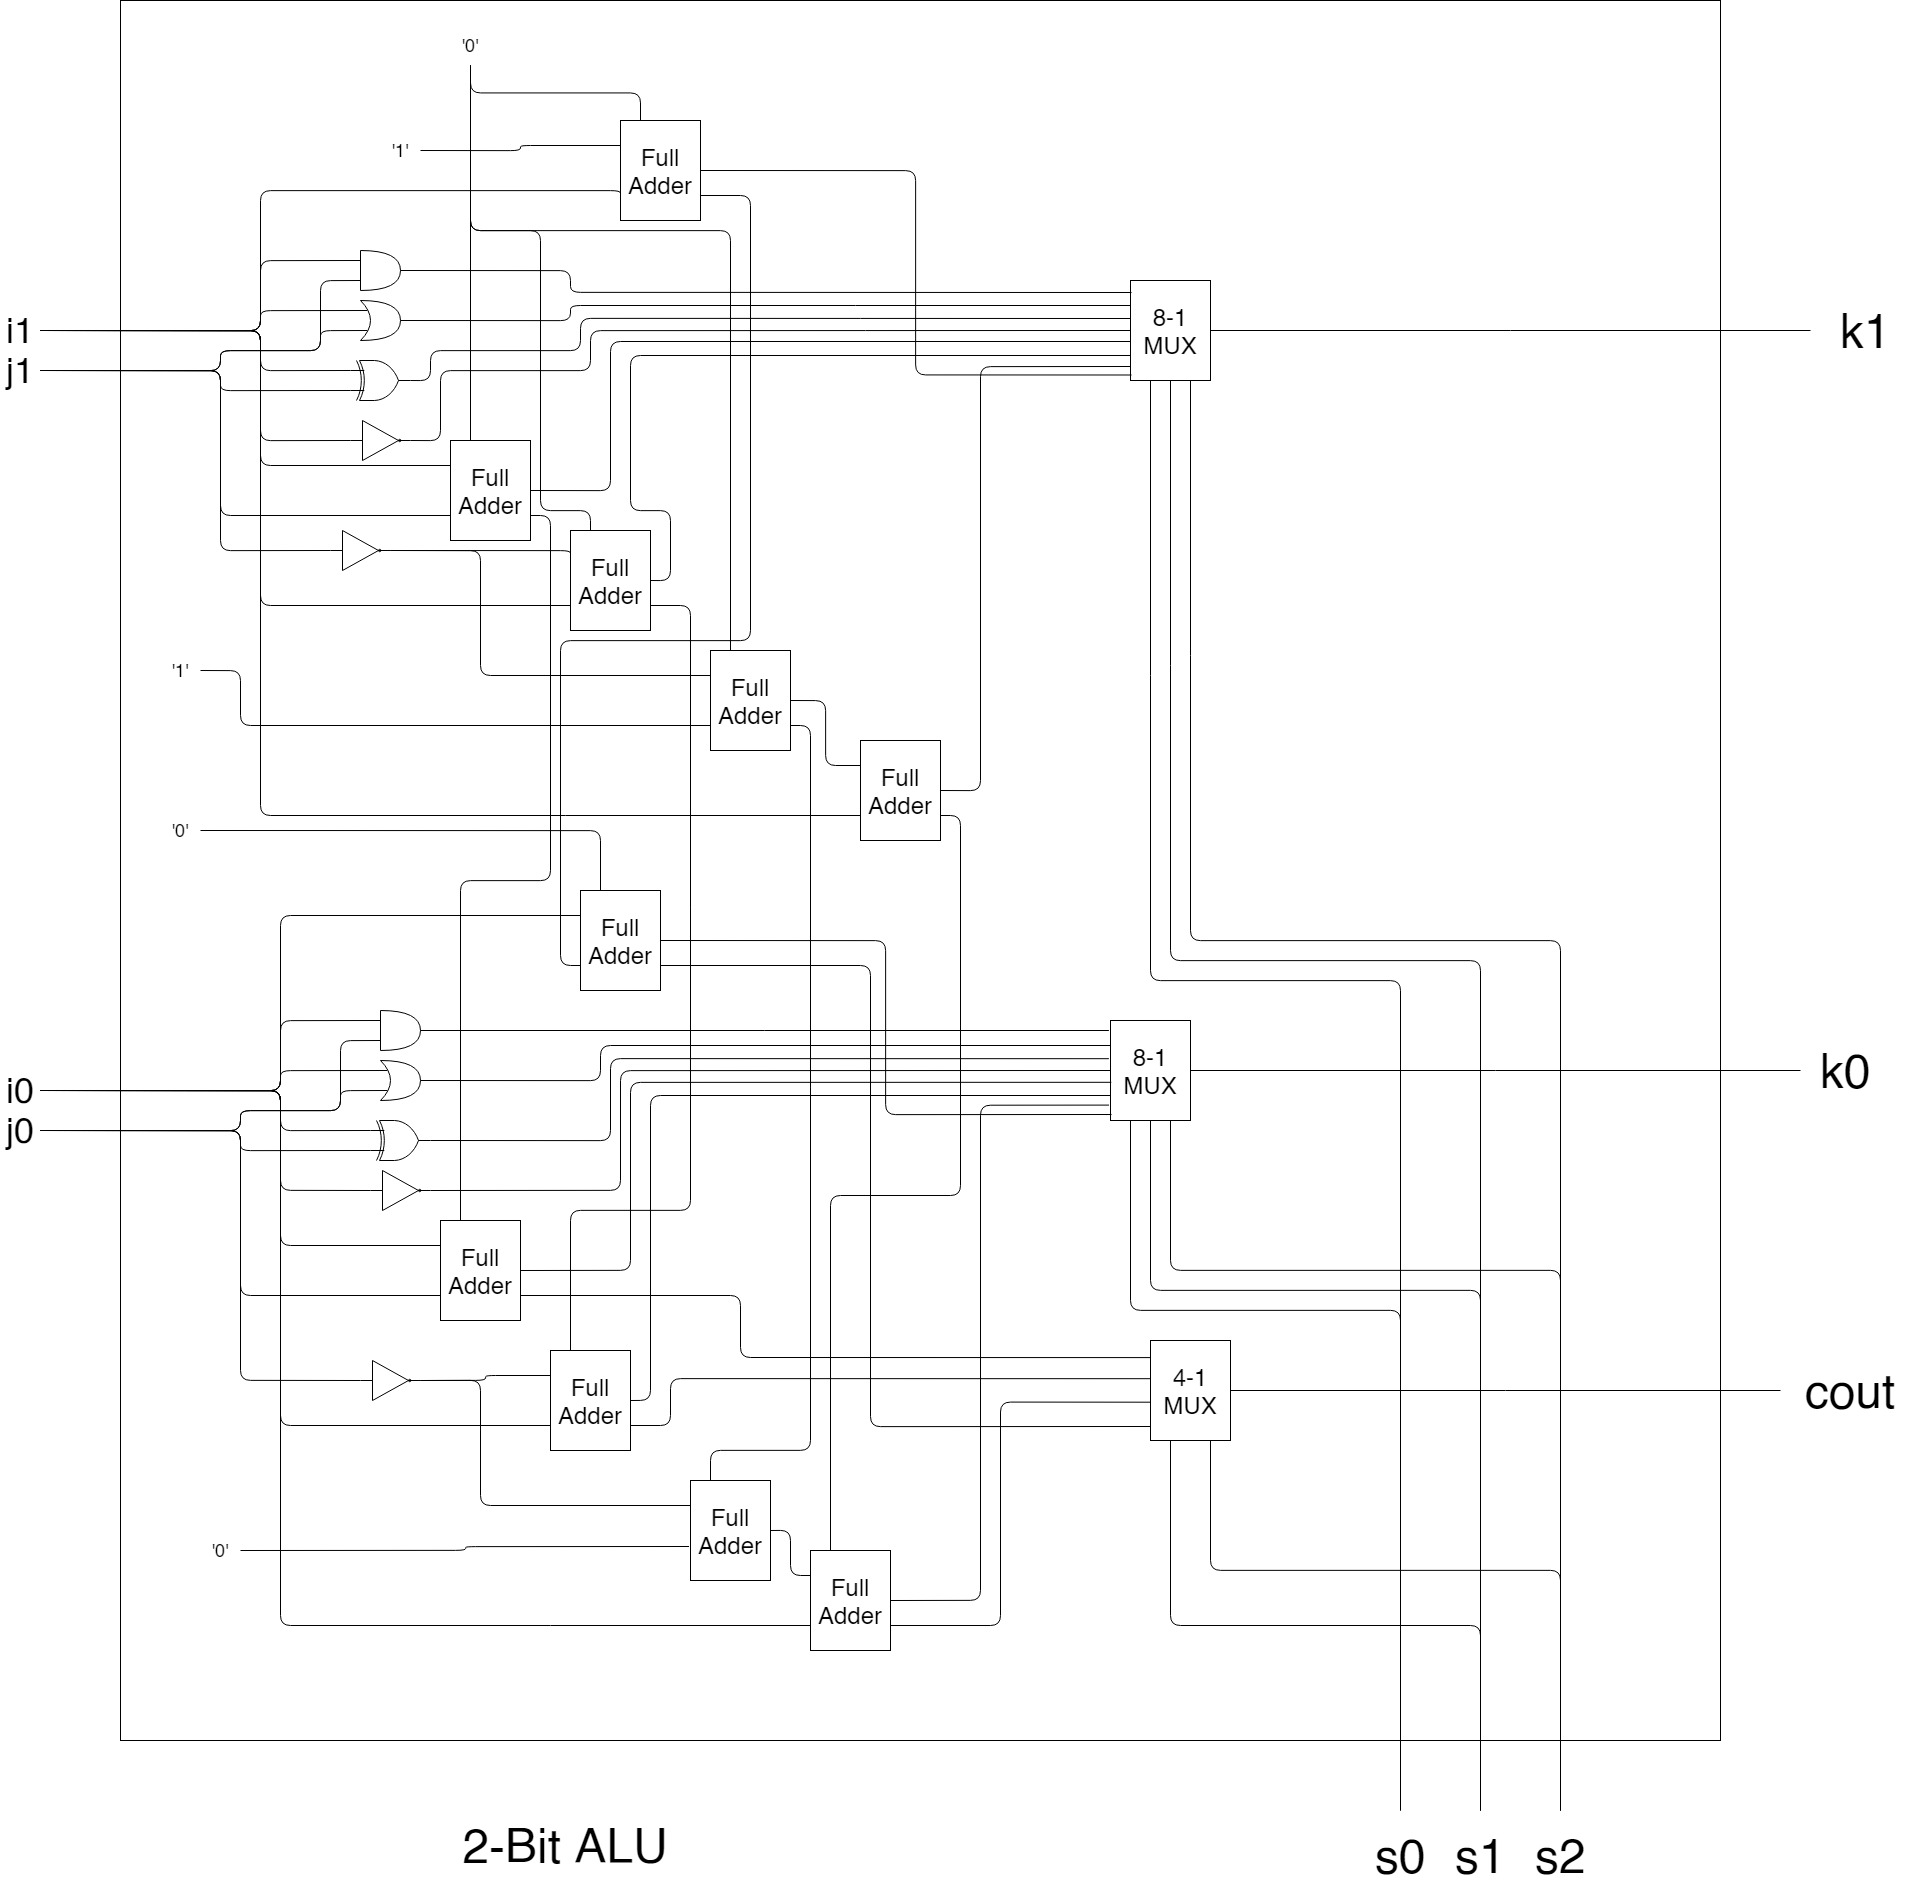 '0'
'1'
Full
Adder
8-1
MUX
i1
k1
j1
Full
Adder
Full
Adder
'1'
Full
Adder
Full
Adder
'0'
Full
Adder
8-1
MUX
k0
i0
j0
Full
Adder
4-1
MUX
cout
Full
Adder
Full
Adder
'0'
Full
Adder
2-Bit ALU
s0 s1 s2